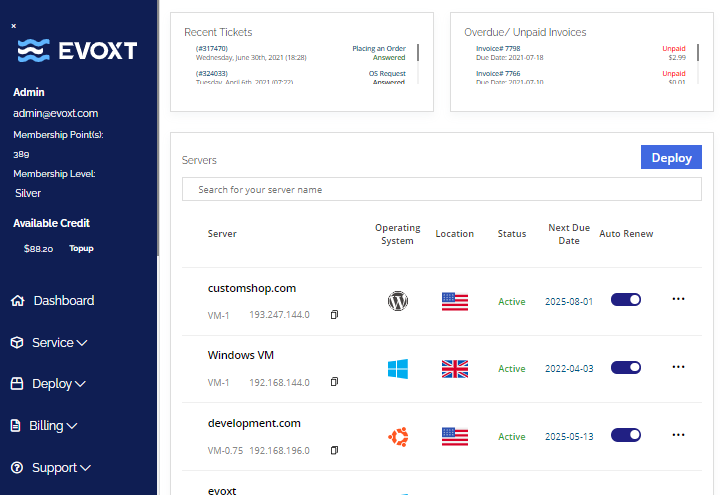 ×
EVOXT
Admin
admin@evoxt.com
Membership Point(s):
389
Membership Level:
Silver
Available Credit
$88.20 Topup
Dashboard
Service
Deploy
Billing
Support
Recent Tickets
(#317470) Placing an Order
Wednesday, June 30th, 2021 (18:28) Answered
(#324033) OS Request
Tuesday, April 6th, 2021 (07:22) Answered
Overdue/ Unpaid Invoices
Invoice# 7798 Unpaid
Due Date: 2021-07-18 $2.99
Invoice# 7766 Unpaid
Due Date: 2021-07-10 $9.01
Servers Deploy
Search for your server name
Server Operating System Location Status Next Due Date Auto Renew
customshop.com
VM-1 193.247.144.0 Active 2025-08-01 ...
Windows VM
VM-1 192.168.144.0 Active 2022-04-03 ...
development.com
VM-0.75 192.168.196.0 Active 2025-05-13 ...
evoxt